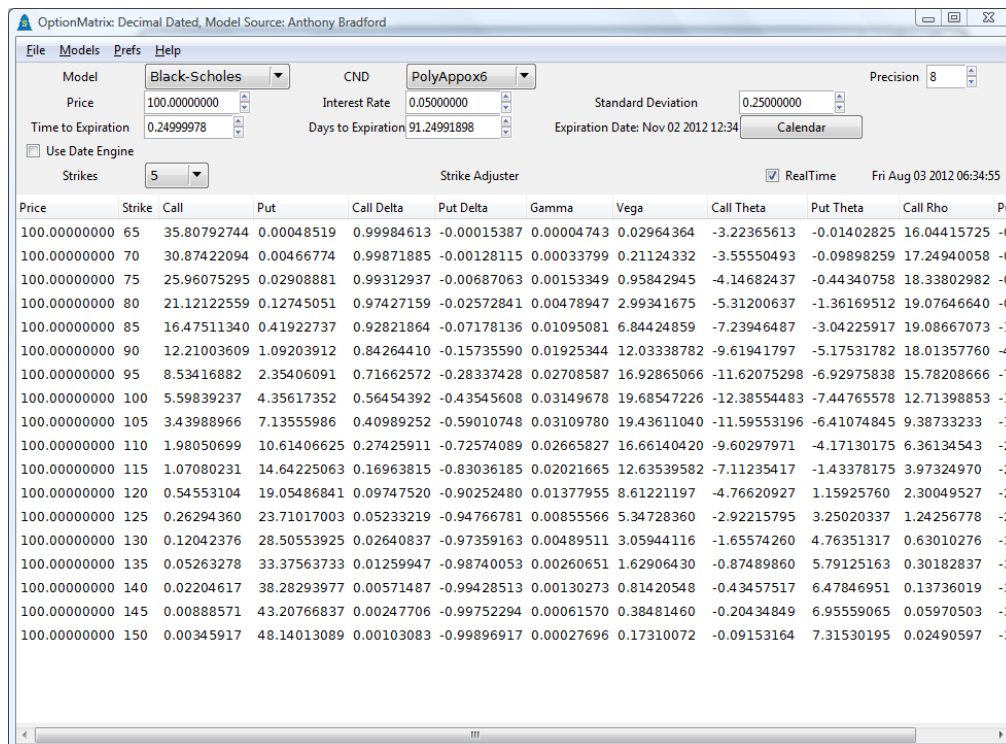 OptionMatrix: Decimal Dated, Model Source: Anthony Bradford
File Models Prefs Help
Model Black-Scholes CND PolyAppox6 Precision 8
Price 100.00000000 Interest Rate 0.05000000 Standard Deviation 0.25000000
Time to Expiration 0.24999978 Days to Expiration 91.24991898 Expiration Date: Nov 02 2012 12:34 Calendar
Use Date Engine
Strikes 5 Strike Adjuster RealTime Fri Aug 03 2012 06:34:55
Price Strike Call Put Call Delta Put Delta Gamma Vega Call Theta Put Theta Call Rho
100.00000000 65 35.80792744 0.00048519 0.99984613 -0.00015387 0.00004743 0.02964364 -3.22365613 -0.01402825 16.04415725
100.00000000 70 30.87422094 0.00466774 0.99871885 -0.00128115 0.00033799 0.21124332 -3.55550493 -0.09898259 17.24940058
100.00000000 75 25.96075295 0.02908881 0.99312937 -0.00687063 0.00153349 0.95842945 -4.14682437 -0.44340758 18.33802982
100.00000000 80 21.12122559 0.12745051 0.97427159 -0.02572841 0.00478947 2.99341675 -5.31200637 -1.36169512 19.07646640
100.00000000 85 16.47511340 0.41922737 0.92821864 -0.07178136 0.01095081 6.84424859 -7.23946487 -3.04225917 19.08667073
100.00000000 90 12.21003609 1.09203912 0.84264410 -0.15735590 0.01925344 12.03338782 -9.61941797 -5.17531782 18.01357760
100.00000000 95 8.53416882 2.35406091 0.71662572 -0.28337428 0.02708587 16.92865066 -11.62075298 -6.92975838 15.78208666
100.00000000 100 5.59839237 4.35617352 0.56454392 -0.43545608 0.03149678 19.68547226 -12.38554483 -7.44765578 12.71398853
100.00000000 105 3.43988966 7.13555986 0.40989252 -0.59010748 0.03109780 19.43611040 -11.59553196 -6.41074845 9.38733233
100.00000000 110 1.98050699 10.61406625 0.27425911 -0.72574089 0.02665827 16.66140420 -9.60297971 -4.17130175 6.36134543
100.00000000 115 1.07080231 14.64225063 0.16963815 -0.83036185 0.02021665 12.63539582 -7.11235417 -1.43378175 3.97324970
100.00000000 120 0.54553104 19.05486841 0.09747520 -0.90252480 0.01377955 8.61221197 -4.76620927 1.15925760 2.30049527
100.00000000 125 0.26294360 23.71017003 0.05233219 -0.94766781 0.00855566 5.34728360 -2.92215795 3.25020337 1.24256778
100.00000000 130 0.12042376 28.50553925 0.02640837 -0.97359163 0.00489511 3.05944116 -1.65574260 4.76351317 0.63010276
100.00000000 135 0.05263278 33.37563733 0.01259947 -0.98740053 0.00260651 1.62906430 -0.87489860 5.79125163 0.30182837
100.00000000 140 0.02204617 38.28293977 0.00571487 -0.99428513 0.00130273 0.81420548 -0.43457517 6.47846951 0.13736019
100.00000000 145 0.00888571 43.20766837 0.00247706 -0.99752294 0.00061570 0.38481460 -0.20434849 6.95559065 0.05970503
100.00000000 150 0.00345917 48.14013089 0.00103083 -0.99896917 0.00027696 0.17310072 -0.09153164 7.31530195 0.02490597